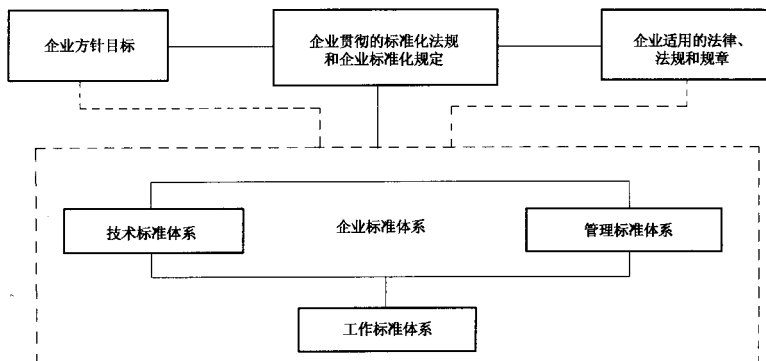 企业方针目标
企业贯彻的标准化法规
和企业标准化规定
企业适用的法律、
法规和规章
技术标准体系
企业标准体系
管理标准体系
工作标准体系